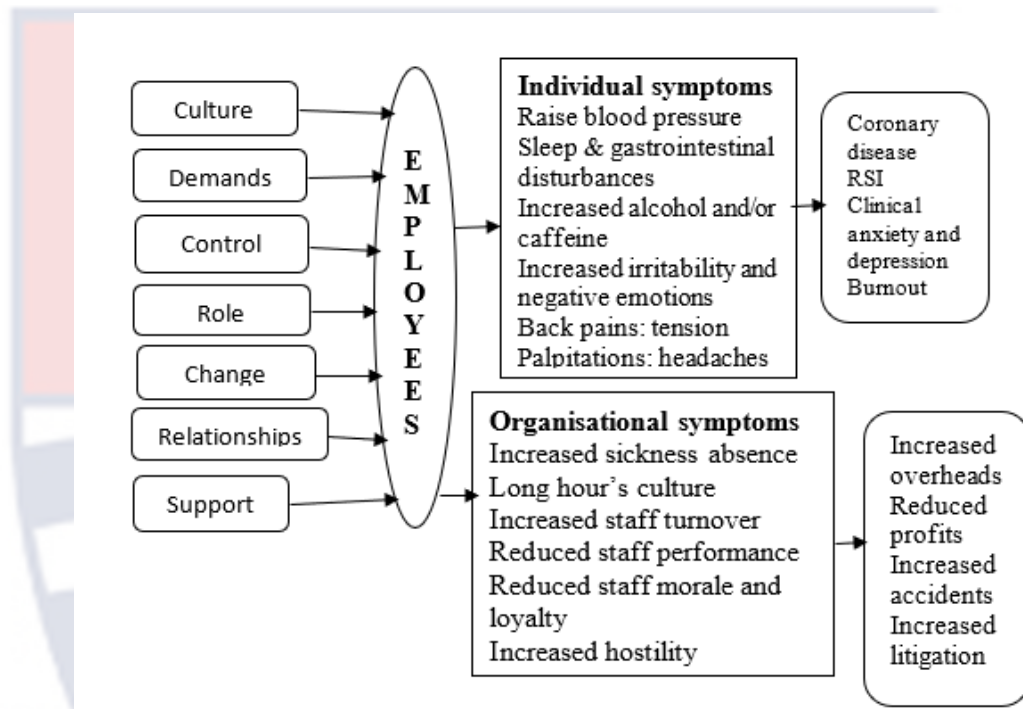 Culture
Demands
Control
Role
Change
Relationships
Support
EMPLOYEES
Individual symptoms
Raise blood pressure
Sleep & gastrointestinal
disturbances
Increased alcohol and/or
caffeine
Increased irritability and
negative emotions
Back pains: tension
Palpitations: headaches
Coronary
disease
RSI
Clinical
anxiety and
depression
Burnout
Organisational symptoms
Increased sickness absence
Long hour's culture
Increased staff turnover
Reduced staff performance
Reduced staff morale and
loyalty
Increased hostility
Increased
overheads
Reduced
profits
Increased
accidents
Increased
litigation